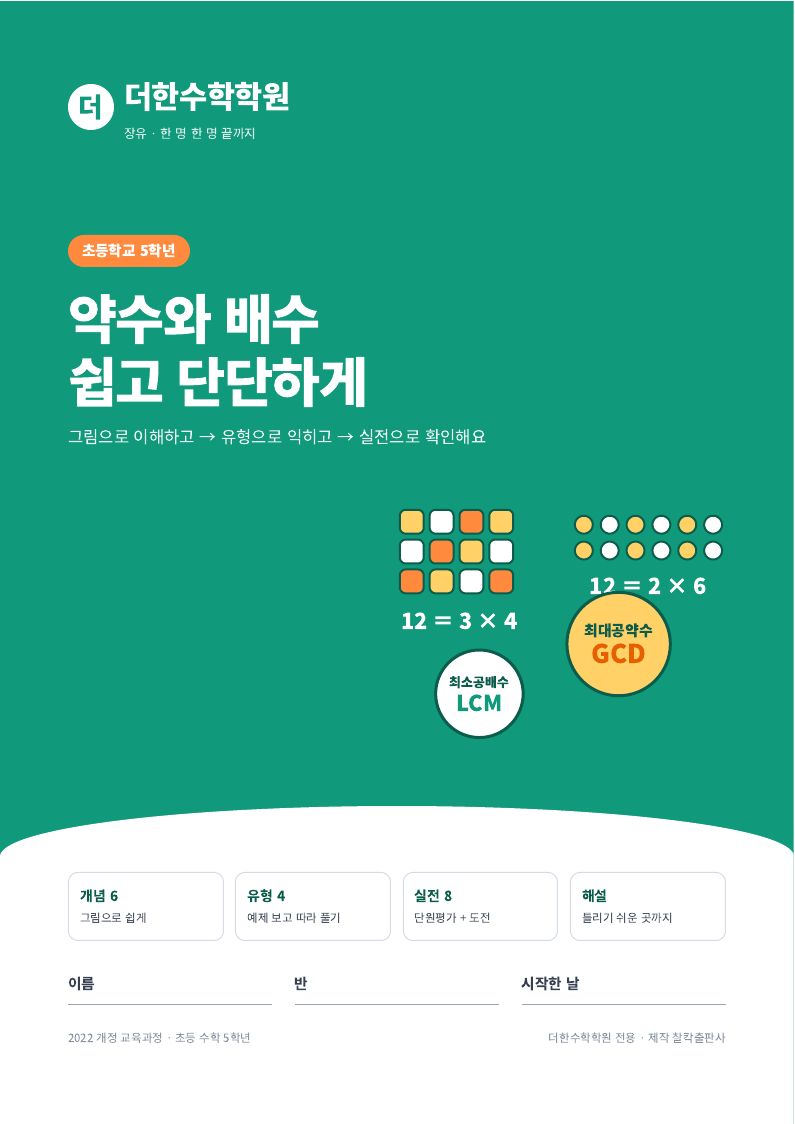 더
더한수학학원
장유 · 한 명 한 명 끝까지
초등학교 5학년
약수와 배수
쉽고 단단하게
그림으로 이해하고 → 유형으로 익히고 → 실전으로 확인해요
12 = 3 × 4
12 = 2 × 6
최대공약수
GCD
최소공배수
LCM
개념 6
그림으로 쉽게
유형 4
예제 보고 따라 풀기
실전 8
단원평가 + 도전
해설
틀리기 쉬운 곳까지
이름
반
시작한 날
2022 개정 교육과정 · 초등 수학 5학년
더한수학학원 전용 · 제작 찰칵출판사